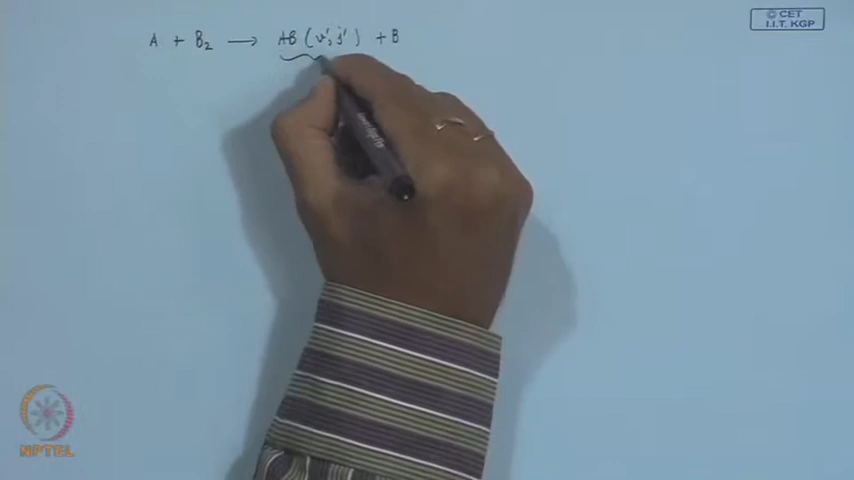 A + B₂ ⟶ AB (v', j') + B
© CET
I.I.T. KGP
NPTEL